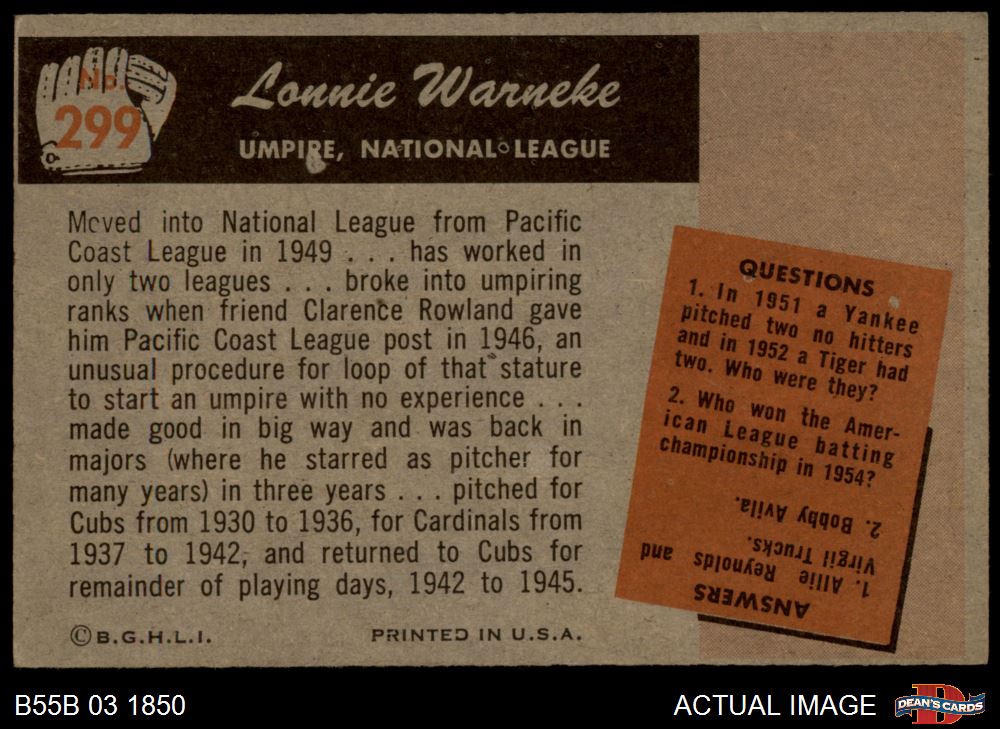 No.
299
Lonnie Warneke
UMPIRE, NATIONAL LEAGUE
Moved into National League from Pacific
Coast League in 1949 . . . has worked in
only two leagues . . . broke into umpiring
ranks when friend Clarence Rowland gave
him Pacific Coast League post in 1946, an
unusual procedure for loop of that stature
to start an umpire with no experience . . .
made good in big way and was back in
majors (where he starred as pitcher for
many years) in three years . . . pitched for
Cubs from 1930 to 1936, for Cardinals from
1937 to 1942, and returned to Cubs for
remainder of playing days, 1942 to 1945.
© B.G.H.L.I.
PRINTED IN U.S.A.
QUESTIONS
1. In 1951 a Yankee
pitched two no hitters
and in 1952 a Tiger had
two. Who were they?
2. Who won the Amer-
ican League batting
championship in 1954?
ANSWERS
1. Allie Reynolds and
Virgil Trucks.
2. Bobby Avila.
B55B 03 1850
ACTUAL IMAGE
D
DEAN'S CARDS